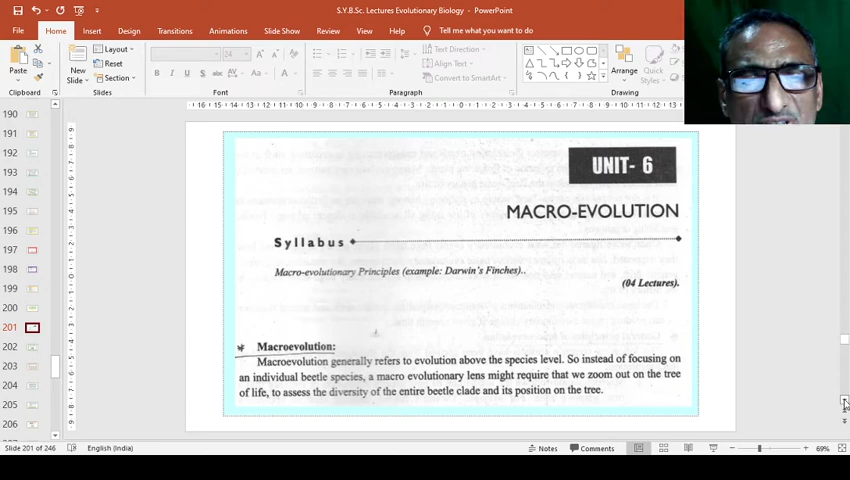 S.Y.B.Sc. Lectures Evolutionary Biology - PowerPoint
File Home Insert Design Transitions Animations Slide Show Review View Help Tell me what you want to do
Paste
Clipboard
New Slide
Layout
Reset
Section
Slides
24
B I U S abc AV Aa A
Font
Paragraph
Text Direction
Align Text
Convert to SmartArt
Arrange
Quick Styles
Drawing
190
191
192
193
194
195
196
197
198
199
200
201
202
203
204
205
206
UNIT- 6
MACRO-EVOLUTION
Syllabus
Macro-evolutionary Principles (example: Darwin's Finches)..
(04 Lectures).
Macroevolution:
Macroevolution generally refers to evolution above the species level. So instead of focusing on
an individual beetle species, a macro evolutionary lens might require that we zoom out on the tree
of life, to assess the diversity of the entire beetle clade and its position on the tree.
Slide 201 of 246 English (India) Notes Comments 69%